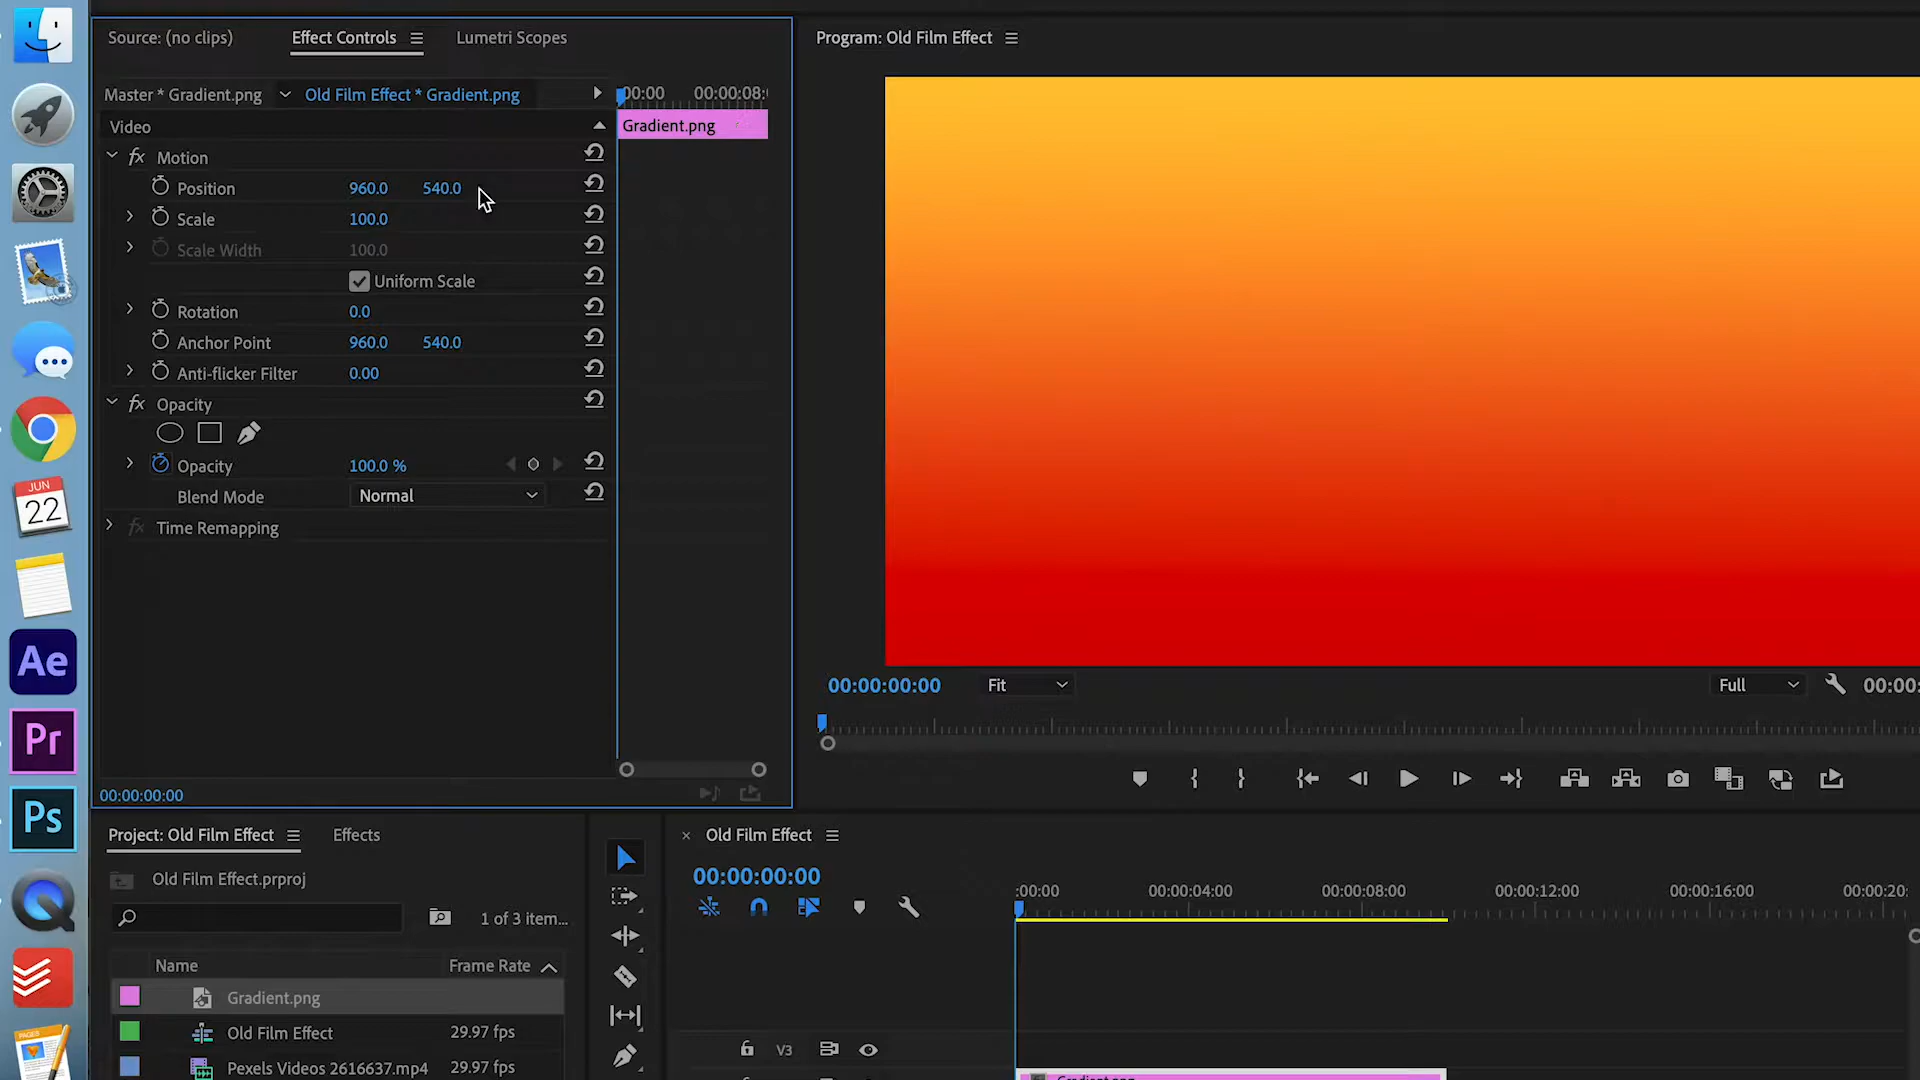 Source: (no clips)
Effect Controls
Lumetri Scopes
Program: Old Film Effect
Master * Gradient.png
Old Film Effect * Gradient.png
00:00
00:00:08:
Video
Gradient.png
fx Motion
Position 960.0 540.0
Scale 100.0
Scale Width 100.0
Uniform Scale
Rotation 0.0
Anchor Point 960.0 540.0
Anti-flicker Filter 0.00
fx Opacity
Opacity 100.0 %
Blend Mode Normal
fx Time Remapping
JUN
22
Ae
Pr
Ps
PAGES
00:00:00:00
Fit
Full
00:00:
00:00:00:00
Project: Old Film Effect
Effects
Old Film Effect.prproj
1 of 3 item...
Name
Frame Rate
Gradient.png
Old Film Effect 29.97 fps
Pexels Videos 2616637.mp4 29.97 fps
× Old Film Effect
00:00:00:00
:00:00
00:00:04:00
00:00:08:00
00:00:12:00
00:00:16:00
00:00:20:
V3
Gradient.png